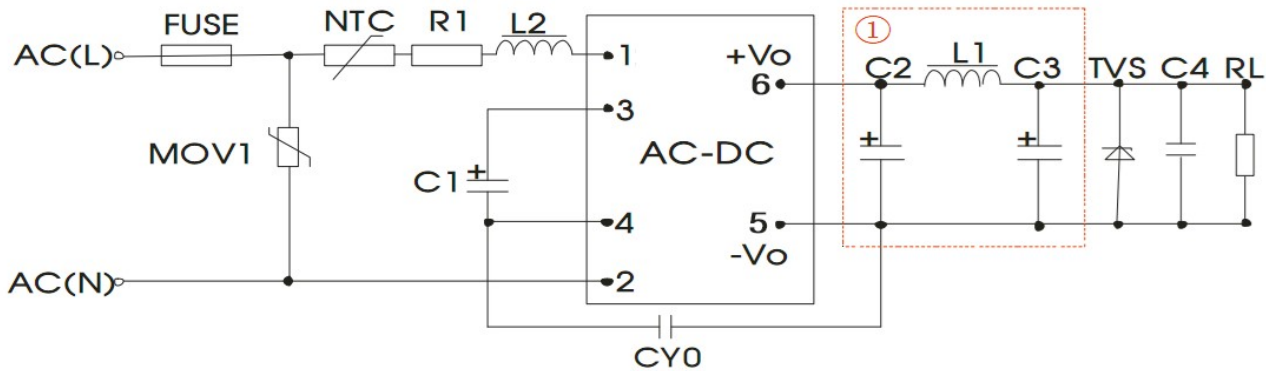 FUSE
NTC
R1
L2
AC(L)
1
+Vo
6
①
C2
L1
C3
TVS
C4
RL
3
MOV1
AC-DC
+
+
C1
+
4
5
-Vo
AC(N)
2
CY0